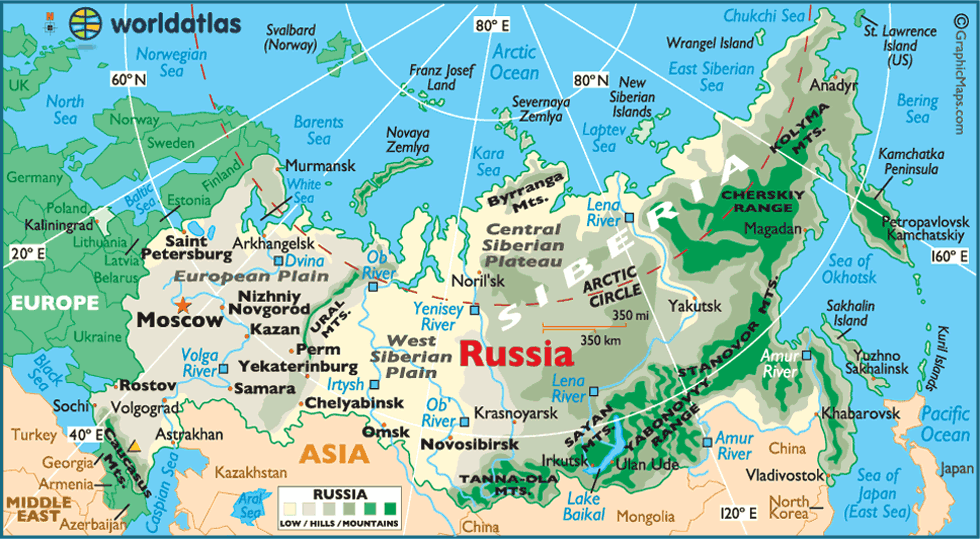 worldatlas
Svalbard
(Norway)
80° E
Arctic
Ocean
Chukchi Sea
St. Lawrence
Island
(US)
©GraphicMaps.com
Norwegian
Sea
60° N
Franz Josef
Land
80° N
Wrangel Island
East Siberian
Sea
Anadyr
UK
North
Sea
Norway
Sweden
Finland
Barents
Sea
Novaya
Zemlya
Severnaya
Zemlya
New
Siberian
Islands
Laptev
Sea
Kara
Sea
Bering
Sea
KOLYMA
MTS.
Kamchatka
Peninsula
Germany
Poland
Baltic
Sea
Estonia
Murmansk
White
Sea
Byrranga
Mts.
Lena
River
CHERSKIY
RANGE
Kaliningrad
Lithuania
Latvia
Belarus
20° E
Saint
Petersburg
Arkhangelsk
Dvina
European Plain
Ob
River
Central
Siberian
Plateau
SIBERIA
Magadan
Petropavlovsk
Kamchatskiy
160° E
Sea of
Okhotsk
EUROPE
Moscow
Nizhniy
Novgorod
Kazan
URAL
MTS.
Noril'sk
Yenisey
River
ARCTIC
CIRCLE
350 mi
350 km
Yakutsk
Sakhalin
Island
Kuril Islands
Ukraine
Black
Sea
Volga
River
Perm
Yekaterinburg
Samara
Chelyabinsk
West
Siberian
Plain
Irtysh
Russia
Lena
River
STANOVOR MTS.
Amur
River
Yuzhno
Sakhalinsk
Rostov
Sochi
Volgograd
Omsk
Ob'
River
Novosibirsk
Krasnoyarsk
SAYAN
MTS.
YABONOVVY
RANGE
Khabarovsk
Pacific
Ocean
Turkey
40° E
Astrakhan
Caucasus
Mts.
Georgia
Armenia
Azerbaijan
MIDDLE
EAST
Caspian Sea
Kazakhstan
Aral
Sea
ASIA
TANNA-OLA
MTS.
Irkutsk
Ulan Ude
Lake
Baikal
Amur
River
China
Vladivostok
Sea of
Japan
(East Sea)
Japan
North
Korea
120° E
Mongolia
China
RUSSIA
LOW / HILLS / MOUNTAINS